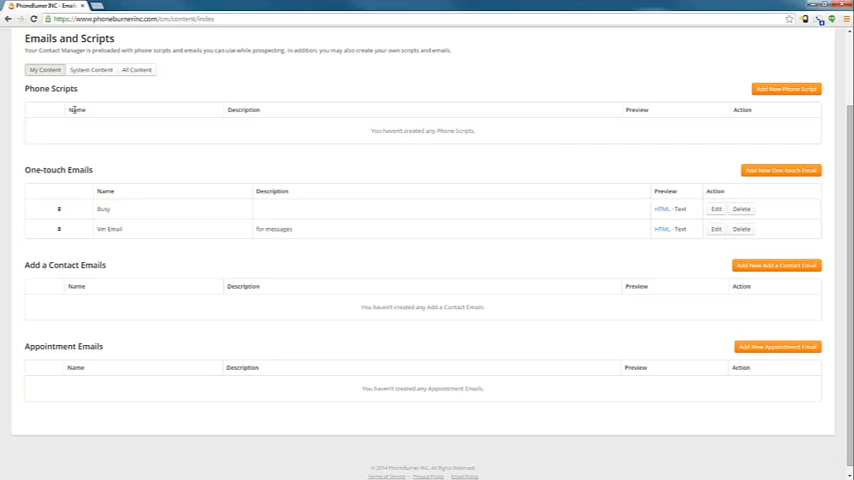 PhoneBurner INC - Emai
https://www.phoneburnerinc.com/cm/content/index
Emails and Scripts
Your Contact Manager is preloaded with phone scripts and emails you can use while prospecting. In addition, you may also create your own scripts and emails.
My Content System Content All Content
Phone Scripts Add New Phone Script
Name Description Preview Action
You haven't created any Phone Scripts.
One-touch Emails Add New One-touch Email
Name Description Preview Action
Busy HTML - Text Edit Delete
Vm Email for messages HTML - Text Edit Delete
Add a Contact Emails Add New Add a Contact Email
Name Description Preview Action
You haven't created any Add a Contact Emails.
Appointment Emails Add New Appointment Email
Name Description Preview Action
You haven't created any Appointment Emails.
© 2014 PhoneBurner INC. All Rights Reserved.
Terms of Service - Privacy Policy - Email Policy